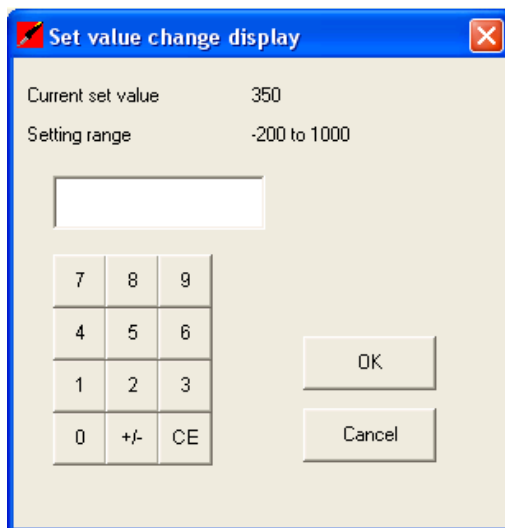 Set value change display
Current set value 350
Setting range -200 to 1000
7 8 9
4 5 6
OK
1 2 3
0 +/- CE
Cancel